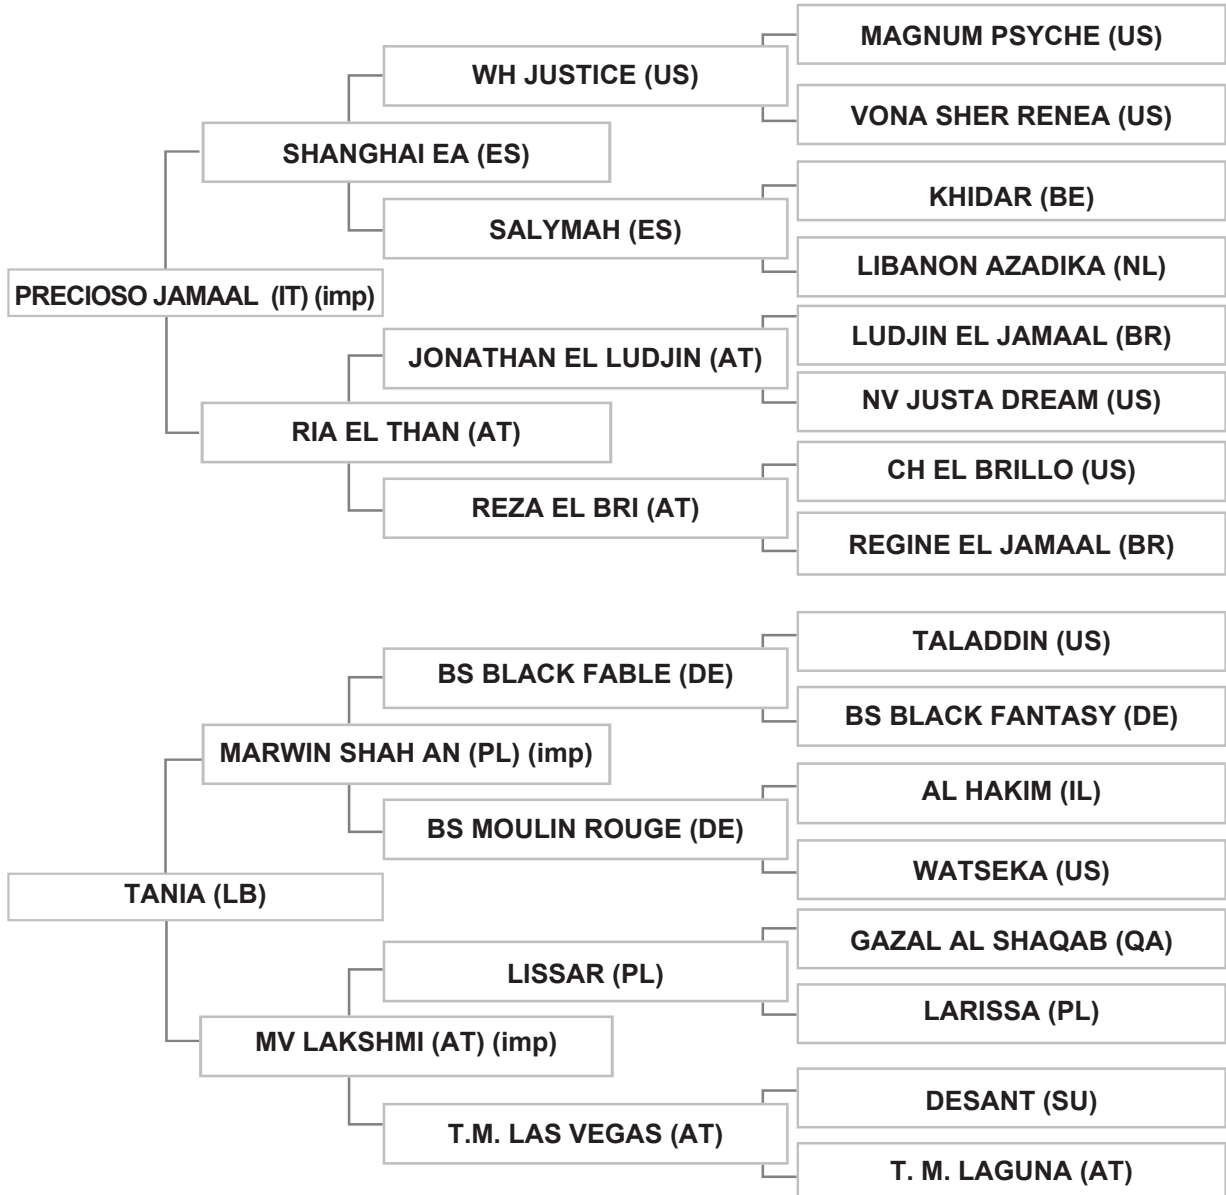 MAGNUM PSYCHE (US)
WH JUSTICE (US)
VONA SHER RENEA (US)
SHANGHAI EA (ES)
KHIDAR (BE)
SALYMAH (ES)
LIBANON AZADIKA (NL)
PRECIOSO JAMAAL (IT) (imp)
LUDJIN EL JAMAAL (BR)
JONATHAN EL LUDJIN (AT)
NV JUSTA DREAM (US)
RIA EL THAN (AT)
CH EL BRILLO (US)
REZA EL BRI (AT)
REGINE EL JAMAAL (BR)
TALADDIN (US)
BS BLACK FABLE (DE)
BS BLACK FANTASY (DE)
MARWIN SHAH AN (PL) (imp)
AL HAKIM (IL)
BS MOULIN ROUGE (DE)
WATSEKA (US)
TANIA (LB)
GAZAL AL SHAQAB (QA)
LISSAR (PL)
LARISSA (PL)
MV LAKSHMI (AT) (imp)
DESANT (SU)
T.M. LAS VEGAS (AT)
T. M. LAGUNA (AT)